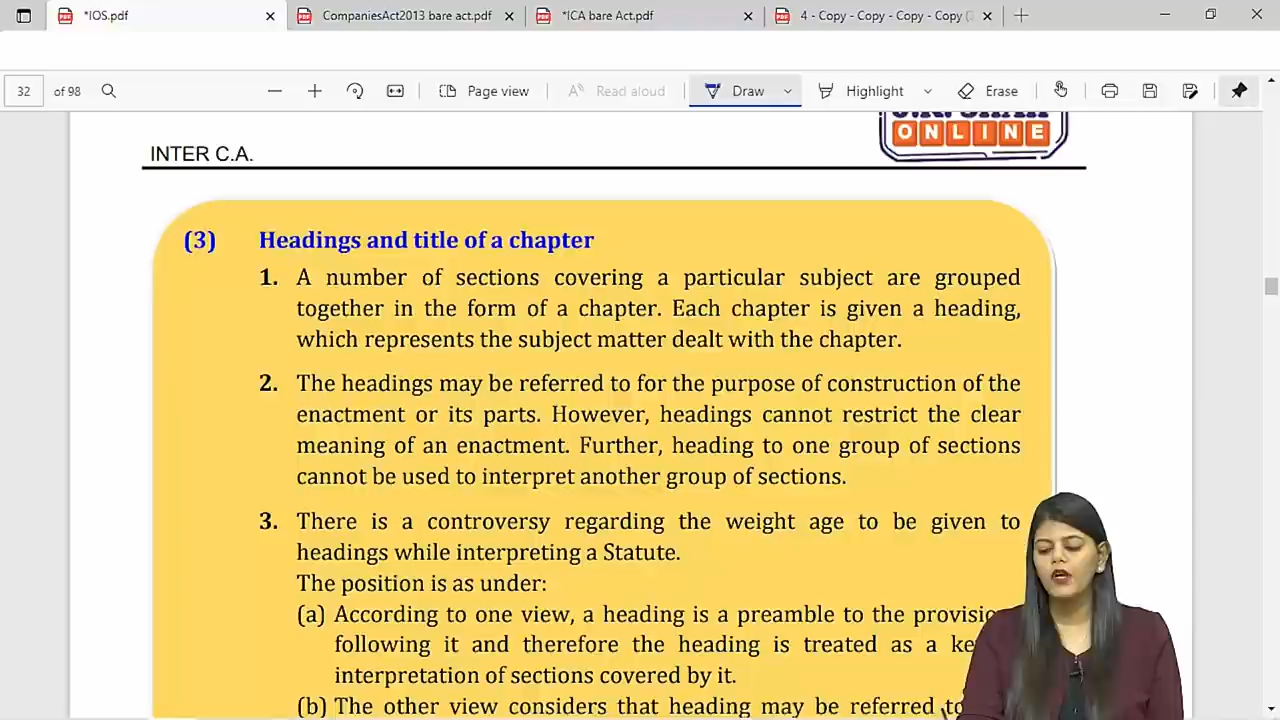 *IOS.pdf
CompaniesAct2013 bare act.pdf
*ICA bare Act.pdf
4 - Copy - Copy - Copy - Copy
32 of 98
Page view
Read aloud
Draw
Highlight
Erase
ONLINE
INTER C.A.
(3) Headings and title of a chapter
1. A number of sections covering a particular subject are grouped
together in the form of a chapter. Each chapter is given a heading,
which represents the subject matter dealt with the chapter.
2. The headings may be referred to for the purpose of construction of the
enactment or its parts. However, headings cannot restrict the clear
meaning of an enactment. Further, heading to one group of sections
cannot be used to interpret another group of sections.
3. There is a controversy regarding the weight age to be given to
headings while interpreting a Statute.
The position is as under:
(a) According to one view, a heading is a preamble to the
following it and therefore the heading is treated as a
interpretation of sections covered by it.
(b) The other view considers that heading may be referred to